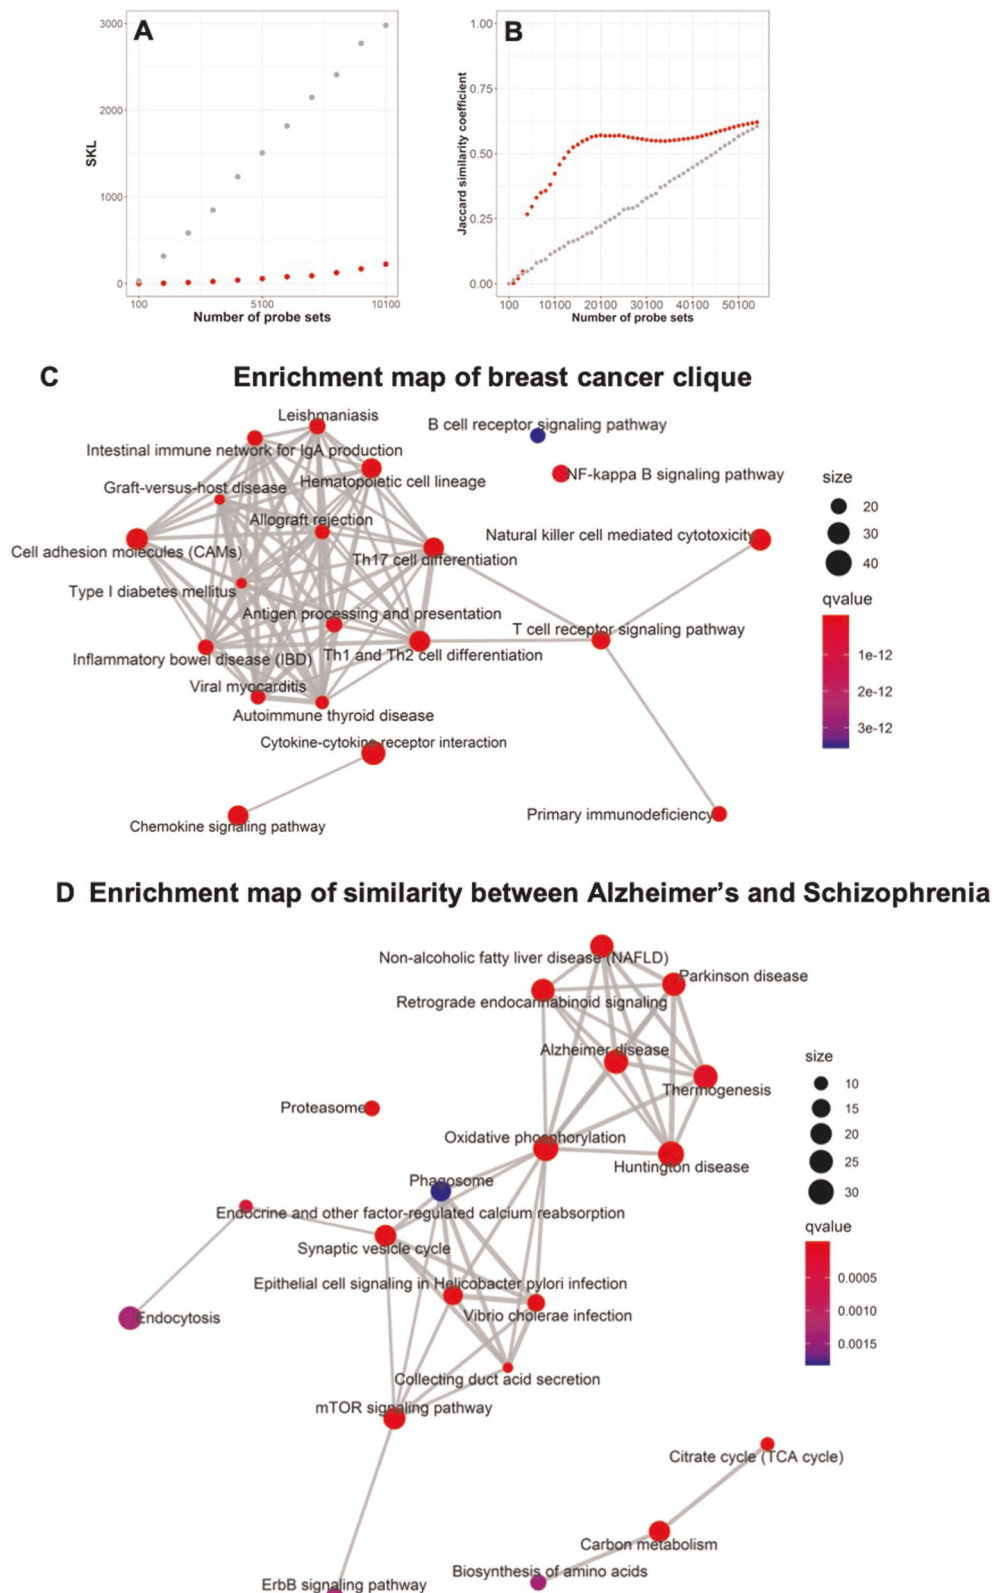 A
3000
2000
1000
0
SKL
100
5100
10100
Number of probe sets
B
1.00
0.75
0.50
0.25
0.00
Jaccard similarity coefficient
100
10100
20100
30100
40100
50100
Number of probe sets
C
Enrichment map of breast cancer clique
Leishmaniasis
B cell receptor signaling pathway
Intestinal immune network for IgA production
NF-kappa B signaling pathway
Hematopoietic cell lineage
Graft-versus-host disease
Allograft rejection
Natural killer cell mediated cytotoxicity
Cell adhesion molecules (CAMs)
Th17 cell differentiation
Type I diabetes mellitus
Antigen processing and presentation
T cell receptor signaling pathway
Inflammatory bowel disease (IBD)
Th1 and Th2 cell differentiation
Viral myocarditis
Autoimmune thyroid disease
Cytokine-cytokine receptor interaction
Chemokine signaling pathway
Primary immunodeficiency
size
20
30
40
qvalue
1e-12
2e-12
3e-12
D Enrichment map of similarity between Alzheimer's and Schizophrenia
Non-alcoholic fatty liver disease (NAFLD)
Parkinson disease
Retrograde endocannabinoid signaling
Alzheimer disease
Thermogenesis
Proteasome
Oxidative phosphorylation
Huntington disease
Phagosome
Endocrine and other factor-regulated calcium reabsorption
Synaptic vesicle cycle
Epithelial cell signaling in Helicobacter pylori infection
Vibrio cholerae infection
Endocytosis
Collecting duct acid secretion
mTOR signaling pathway
Citrate cycle (TCA cycle)
Carbon metabolism
Biosynthesis of amino acids
ErbB signaling pathway
size
10
15
20
25
30
qvalue
0.0005
0.0010
0.0015